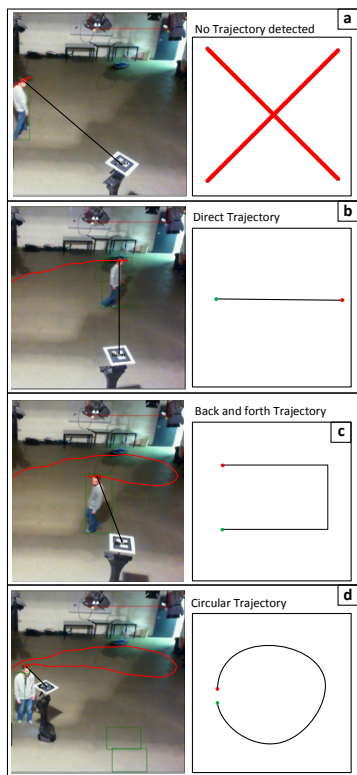 a
No Trajectory detected
b
Direct Trajectory
Back and forth Trajectory
c
d
Circular Trajectory